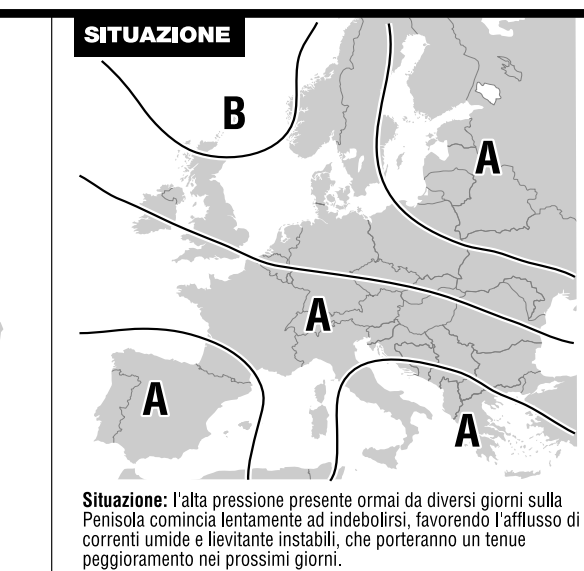 SITUAZIONE
B
A
A
A
A
Situazione: l'alta pressione presente ormai da diversi giorni sulla
Penisola comincia lentamente ad indebolirsi, favorendo l'afflusso di
correnti umide e lievitante instabili, che porteranno un tenue
peggioramento nei prossimi giorni.